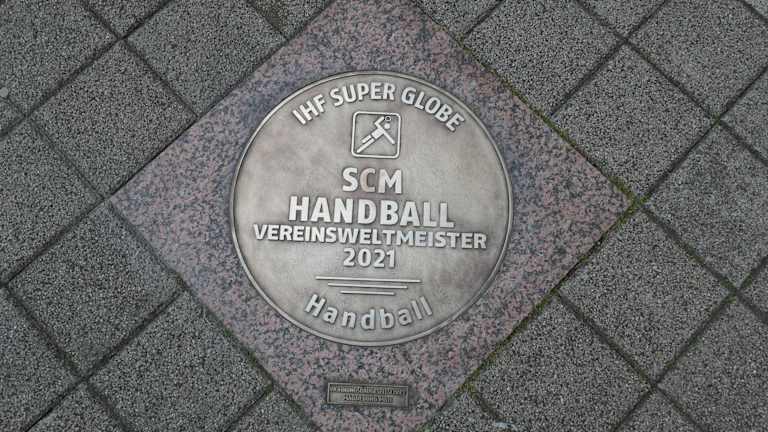 IHF SUPER GLOBE
SCM
HANDBALL
VEREINSWELTMEISTER
2021
Handball